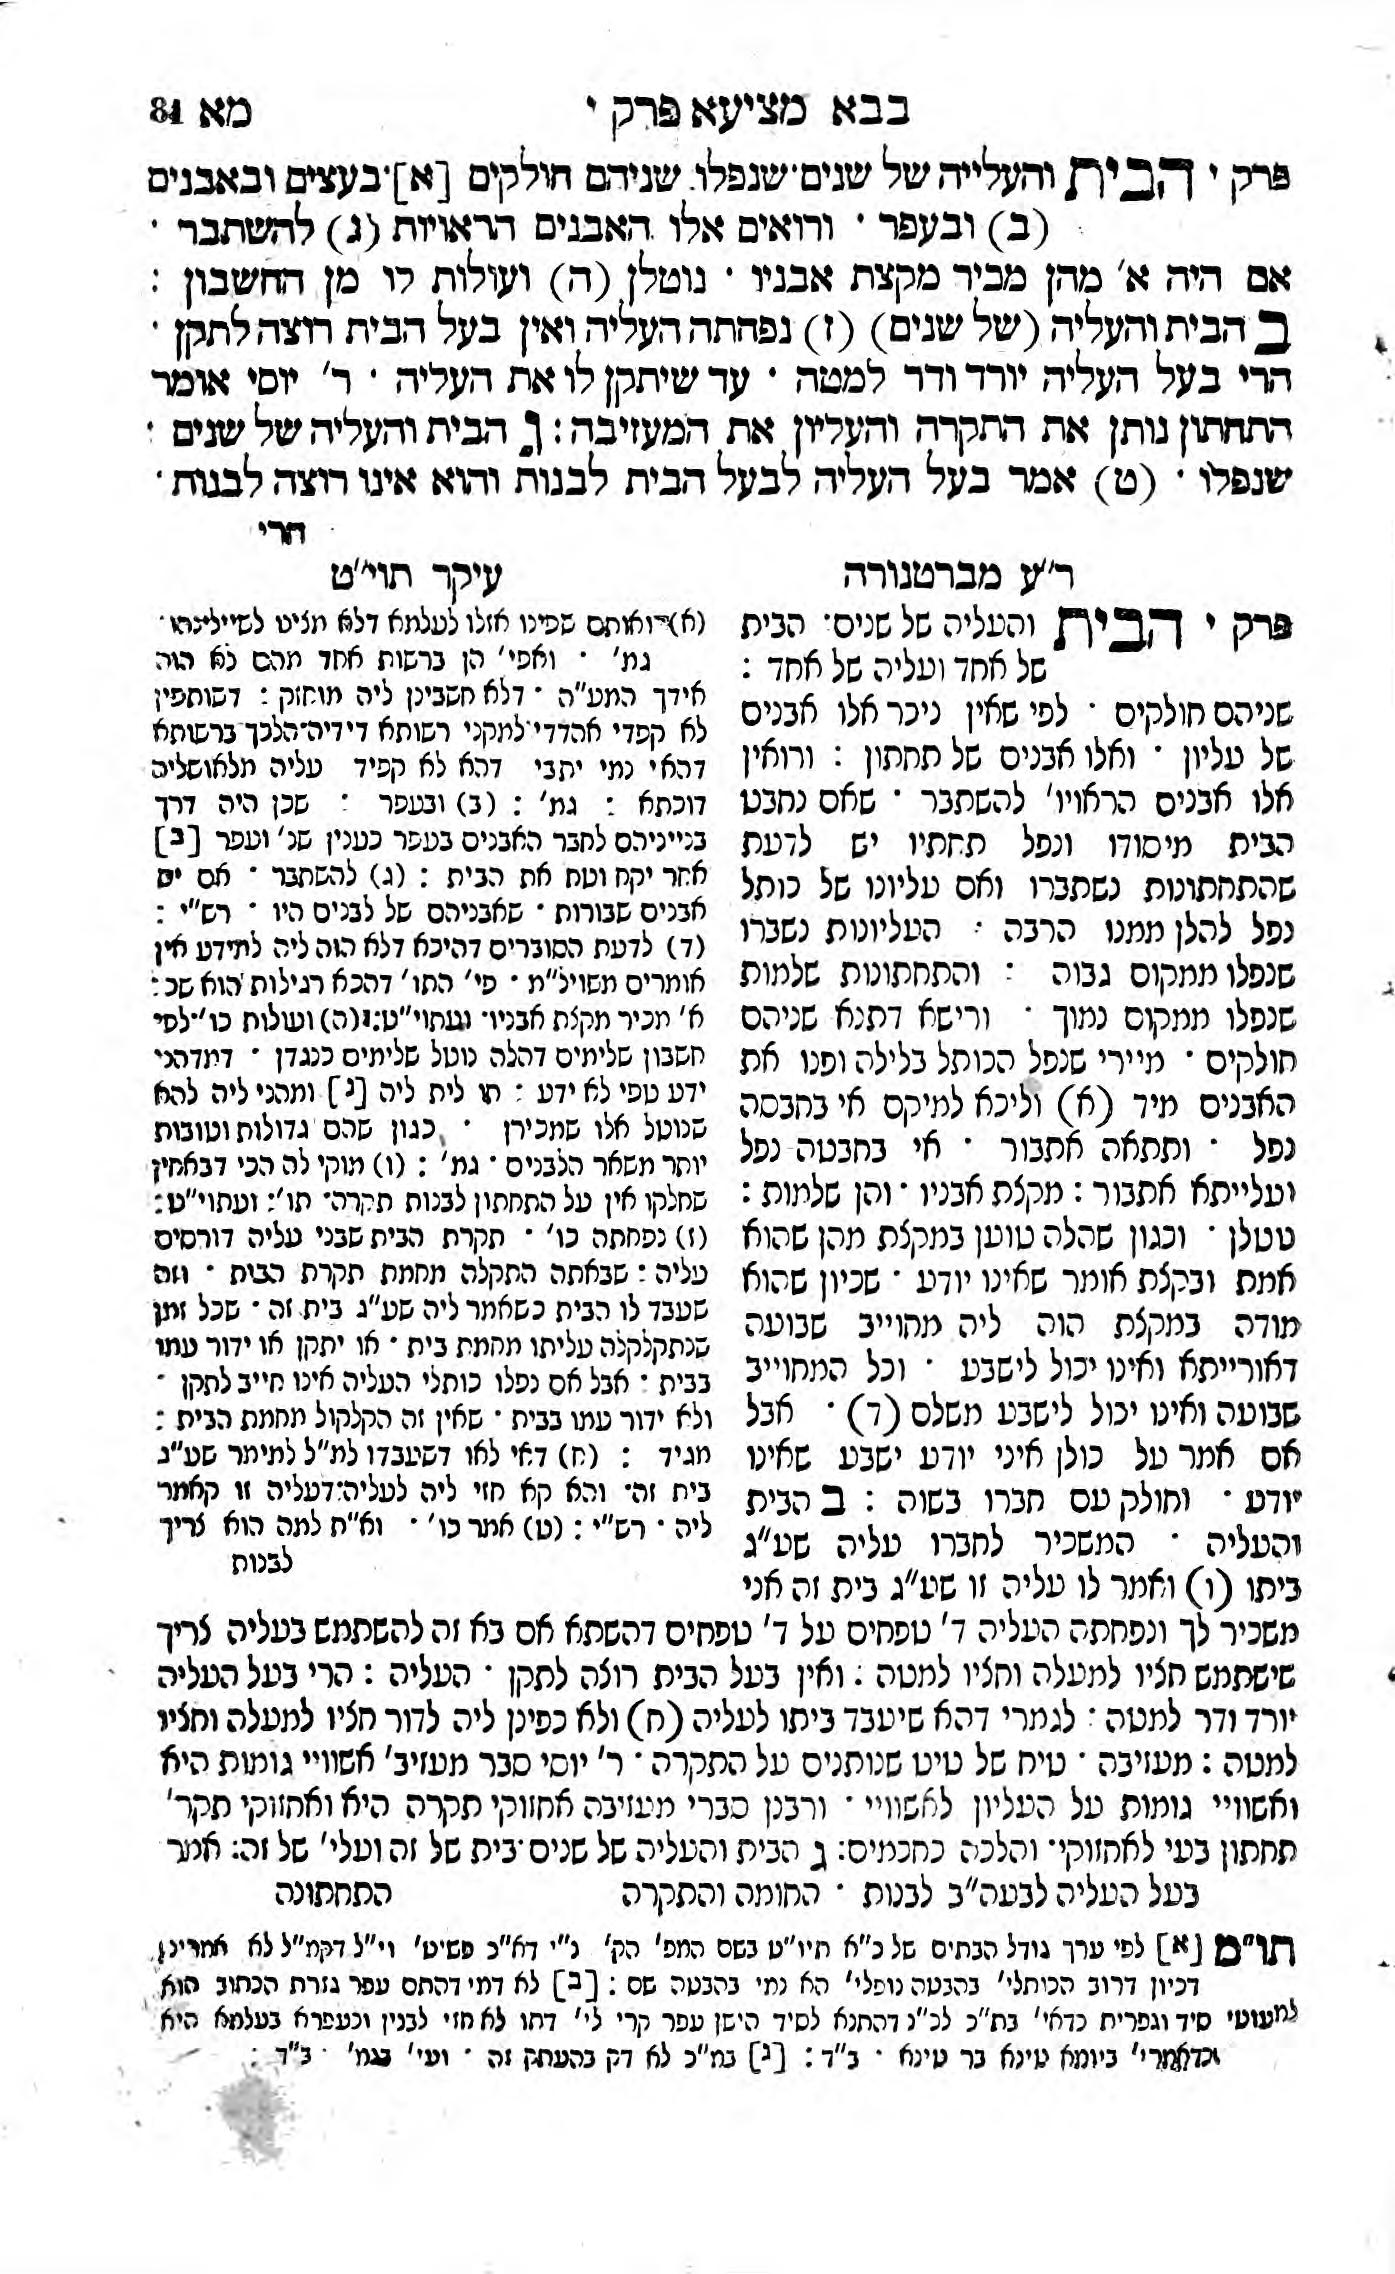 בבא מציעא פרק י מא 81
פרק י הבית והעלייה של שנים שנפלו. שניהם חולקים [א] בעצים ובאבנים
(ב) ובעפר · ורואים אלו האבנים הראויות (ג) להשתבר ·
אם היה א' מהן מכיר מקצת אבניו · נוטלן (ה) ועולות לו מן החשבון :
ב הבית והעליה (של שנים) (ז) נפחתה העליה ואין בעל הבית רוצה לתקן ·
הרי בעל העליה יורד ודר למטה · עד שיתקן לו את העליה · ר' יוסי אומר
התחתון נותן את התקרה והעליון את המעזיבה : ג הבית והעליה של שנים :
שנפלו · (ט) אמר בעל העליה לבעל הבית לבנות והוא אינו רוצה לבנות ·
הרי
ר"ע מברטנורה
פרק י הבית והעליה של שנים· הבית
של אחד ועליה של אחד :
שניהם חולקים · לפי שאין ניכר אלו אבנים
של עליון · ואלו אבנים של תחתון : ורואין
אלו אבנים הראויו' להשתבר · שאם נחבט
הבית מיסודו ונפל תחתיו יש לדעת
שהתחתונות נשתברו ואם עליונו של כותל
נפל להלן ממנו הרבה · העליונות נשברו
שנפלו ממקום גבוה : והתחתונות שלמות
שנפלו ממקום נמוך · ורישא דתנא שניהם
חולקים · מיירי שנפל הכותל בלילה ופנו את
האבנים מיד (א) וליכא למיקם אי בחבסה
נפל · ותתאה אתבור · אי בחבטה נפל
ועלייתא אתבור : מקצת אבניו · והן שלמות :
נוטלן · וכגון שהלה טוען במקצת מהן שהוא
אמת ובקצת אומר שאינו יודע · שכיון שהוא
מודה במקצת הוה ליה מחוייב שבועה
דאורייתא ואינו יכול לישבע · וכל המחוייב
שבועה ואינו יכול לישבע משלם (ד) · אבל
אם אמר על כולן איני יודע ישבע שאינו
יודע · וחולק עם חברו בשוה : ב הבית
והעליה · המשכיר לחברו עליה שע"ג
ביתו (ו) ואמר לו עליה זו שע"ג בית זה אני
משכיר לך ונפחתה העליה ד' טפחים על ד' טפחים דהשתא אם בא זה להשתמש בעליה צריך
שישתמש חציו למעלה וחציו למטה : ואין בעל הבית רוצה לתקן · העליה : הרי בעל העליה
יורד ודר למטה : לגמרי דהא שיעבד ביתו לעליה (ח) ולא כפינן ליה לדור חציו למעלה וחציו
למטה : מעזיבה · טיח של טיט שנותנים על התקרה · ר' יוסי סבר מעזיב' אשוויי גומות היא
ואשוויי גומות על העליון לאשוויי · ורבנן סברי מעזיבה אחזוקי תקרה היא ואחזוקי תקר'
תחתון בעי לאחזוקי · והלכה כחכמים : ג הבית והעליה של שנים · בית של זה ועלי' של זה : אמר
בעל העליה לבעה"ב לבנות · החומה והתקרה התחתונה
עיקר תוי"ט
(א) ואותם שפינו אזלו לעלמא דלא מצינו
גמ' · ואפי' הן ברשות אחד מהם לא הוה
אידך המע"ה · דלא חשבינן ליה מוחזק : דשותפין
לא קפדי אהדדי למקני רשותא דידיה הלכך ברשותא
דהאי נמי יתבי דהא לא קפיד עליה מלאושליה
דוכתא : גמ' : (ב) ובעפר : שכן היה דרך
בנייניהם לחבר האבנים בעפר כענין שנ' ועפר [ב]
אחר יקח וטח את הבית : (ג) להשתבר · אם יש
אבנים שבורות · שאבניהם של לבנים היו · רש"י :
(ד) לדעת הסוברים דהיכא דלא הוה ליה למידע אין
אומרים משויל"מ · פי' התו' דהכא רגילות הוא שכ'
א' מכיר מקצת אבניו · ועתוי"ט : (ה) ועולות כו' · לפי
חשבון שלימים דהלה נוטל שלימים כנגדן · דמדהני
ידע טפי לא ידע : תו לית ליה [ג] ומהני ליה להא
שנוטל אלו שמכירן · כגון שהם גדולות וטובות
יותר משאר הלבנים · גמ' : (ו) מוקי לה הכי דבאחין
שחלקו אין על התחתון לבנות תקרה · תו' : ועתוי"ט :
(ז) נפחתה כו' · תקרת הבית שבני עליה דורסים
עליה : שבאתה התקלה מחמת תקרת הבית · וזה
שעבד לו הבית כשאמר ליה שע"ג בית זה · שכל זמן
שנתקלקלה עליתו מחמת בית · או יתקן או ידור עמו
בבית · אבל אם נפלו כותלי העליה אינו חייב לתקן ·
ולא ידור עמו בבית · שאין זה הקלקול מחמת הבית :
מגיד : (ח) דאי לאו דשיעבדו למ"ל למימר שע"ג
בית זה · והא קא חזי ליה לעליה דעליה זו קאמר
ליה · רש"י : (ט) אמר כו' · וא"ת למה הוא צריך
לבנות
תו"מ [א] לפי ערך גודל הבתים של כ"א תיו"ט בשם המפ' הק' נ"י דא"כ פשיט' וי"ל דקמ"ל לא אמרינן
דכיון דרוב הכותלי' בהבטה נופלי' הא נמי בהבטה שם : [ב] לא דמי דהתם עפר גזרת הכתוב הוא
למעוטי סיד וגפרית כדאי' בת"כ לכ"נ דהתנא לסיד הישן עפר קרי לי' דתו לא חזי לבנין וכעפרא בעלמא היא
וכדאמרי' ביומא טינא בר טינא · ב"ד : [ג] במ"כ לא דק בהעתק זה · ועי' בגמ' · ב"ד :